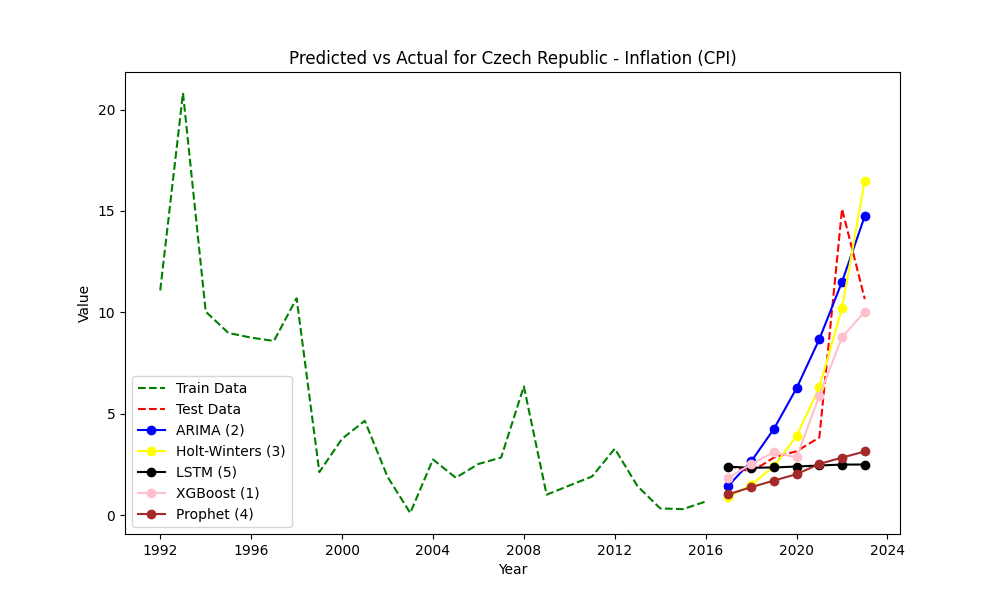 Predicted vs Actual for Czech Republic - Inflation (CPI)
Value
20
15
10
5
0
Train Data
Test Data
ARIMA (2)
Holt-Winters (3)
LSTM (5)
XGBoost (1)
Prophet (4)
1992 1996 2000 2004 2008 2012 2016 2020 2024
Year